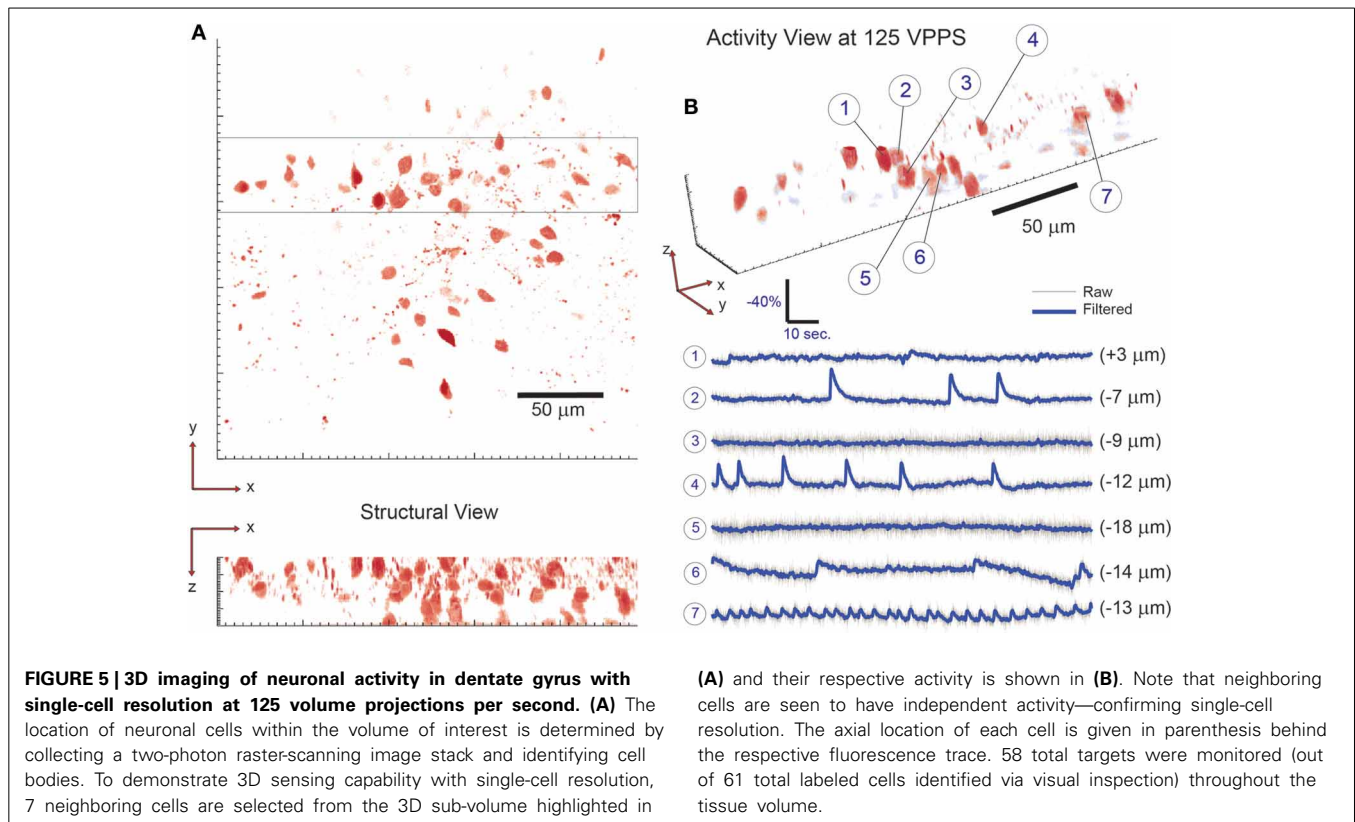 A
y
x
50 μm
Structural View
x
z
Activity View at 125 VPPS
B
1
2
3
4
5
6
7
50 μm
z
x
y
-40%
10 sec.
Raw
Filtered
1 (+3 μm)
2 (-7 μm)
3 (-9 μm)
4 (-12 μm)
5 (-18 μm)
6 (-14 μm)
7 (-13 μm)
FIGURE 5 | 3D imaging of neuronal activity in dentate gyrus with
single-cell resolution at 125 volume projections per second. (A) The
location of neuronal cells within the volume of interest is determined by
collecting a two-photon raster-scanning image stack and identifying cell
bodies. To demonstrate 3D sensing capability with single-cell resolution,
7 neighboring cells are selected from the 3D sub-volume highlighted in
(A) and their respective activity is shown in (B). Note that neighboring
cells are seen to have independent activity—confirming single-cell
resolution. The axial location of each cell is given in parenthesis behind
the respective fluorescence trace. 58 total targets were monitored (out
of 61 total labeled cells identified via visual inspection) throughout the
tissue volume.